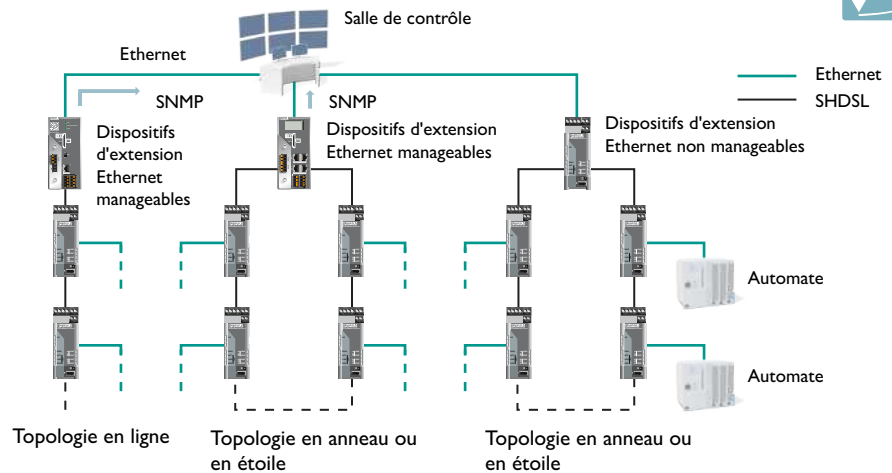 Salle de contrôle
Ethernet
Ethernet
SHDSL
SNMP
SNMP
Dispositifs
d'extension
Ethernet
manageables
Dispositifs d'extension
Ethernet manageables
Dispositifs d'extension
Ethernet non manageables
Automate
Automate
Topologie en ligne
Topologie en anneau ou
en étoile
Topologie en anneau ou
en étoile